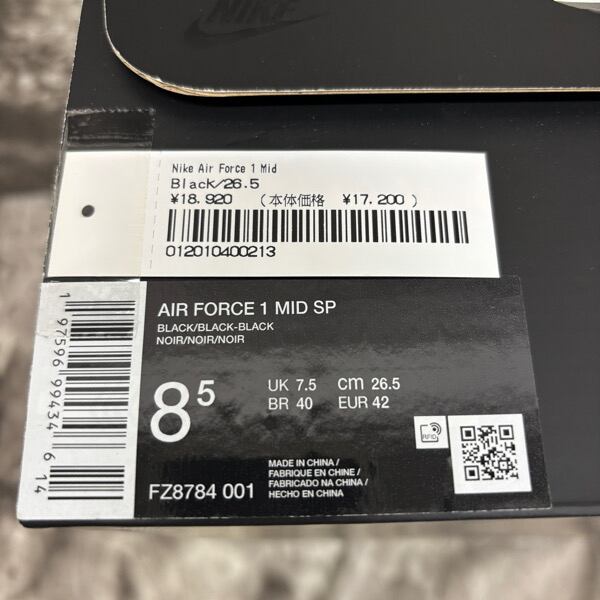 NIKE
Nike Air Force 1 Mid
Black/26.5
¥18,920 (本体価格 ¥17,200)
012010400213
AIR FORCE 1 MID SP
BLACK/BLACK-BLACK
NOIR/NOIR/NOIR
8 5
UK 7.5 cm 26.5
BR 40 EUR 42
RFID
MADE IN CHINA /
FABRIQUE EN CHINE /
FABRICADO NA CHINA /
HECHO EN CHINA
FZ8784 001
1 97596 99434 6 14